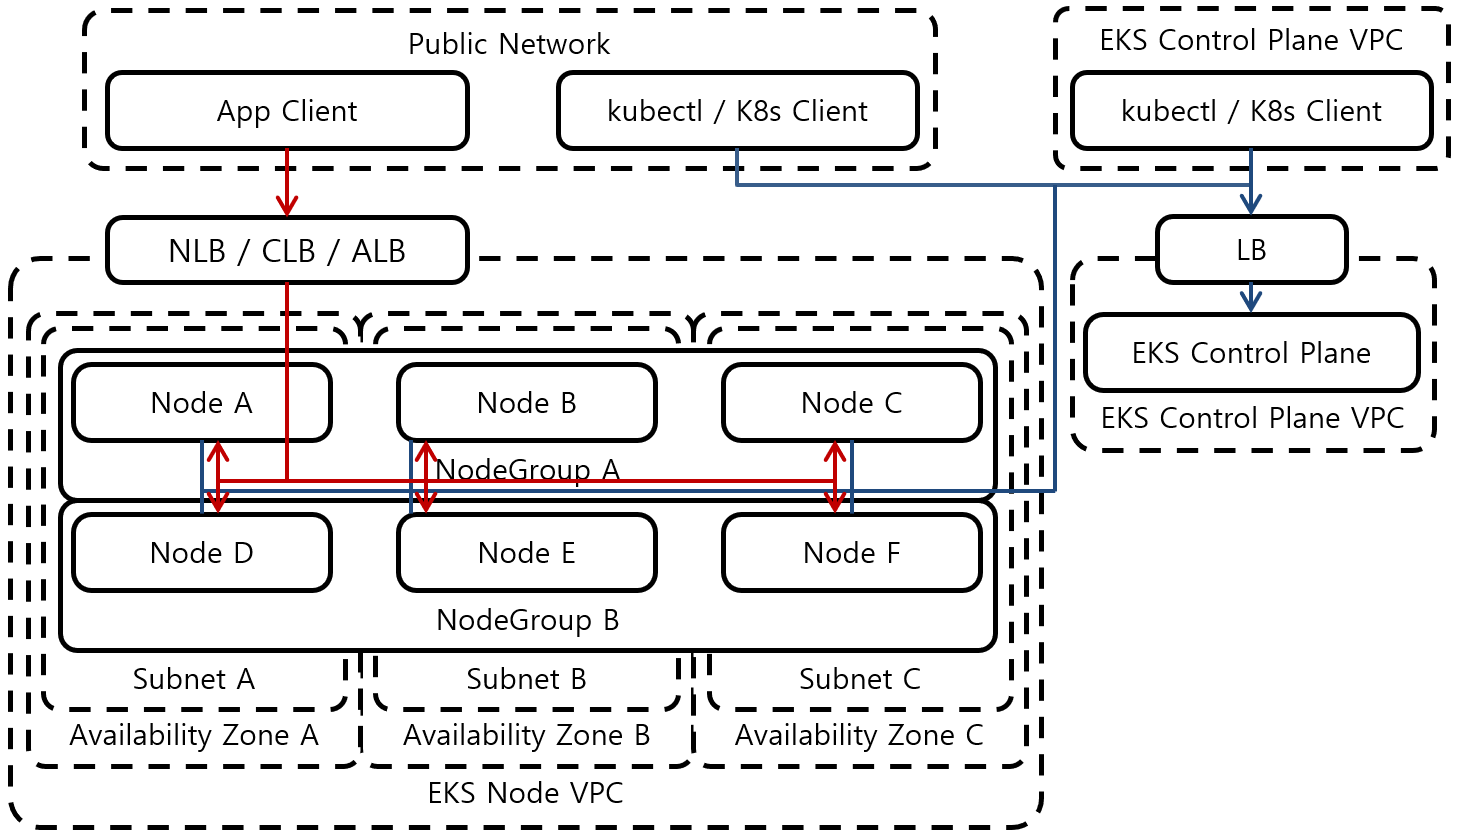 Public Network
App Client
kubectl / K8s Client
EKS Control Plane VPC
kubectl / K8s Client
NLB / CLB / ALB
LB
EKS Control Plane
EKS Control Plane VPC
Node A
Node B
Node C
NodeGroup A
Node D
Node E
Node F
NodeGroup B
Subnet A
Subnet B
Subnet C
Availability Zone A
Availability Zone B
Availability Zone C
EKS Node VPC